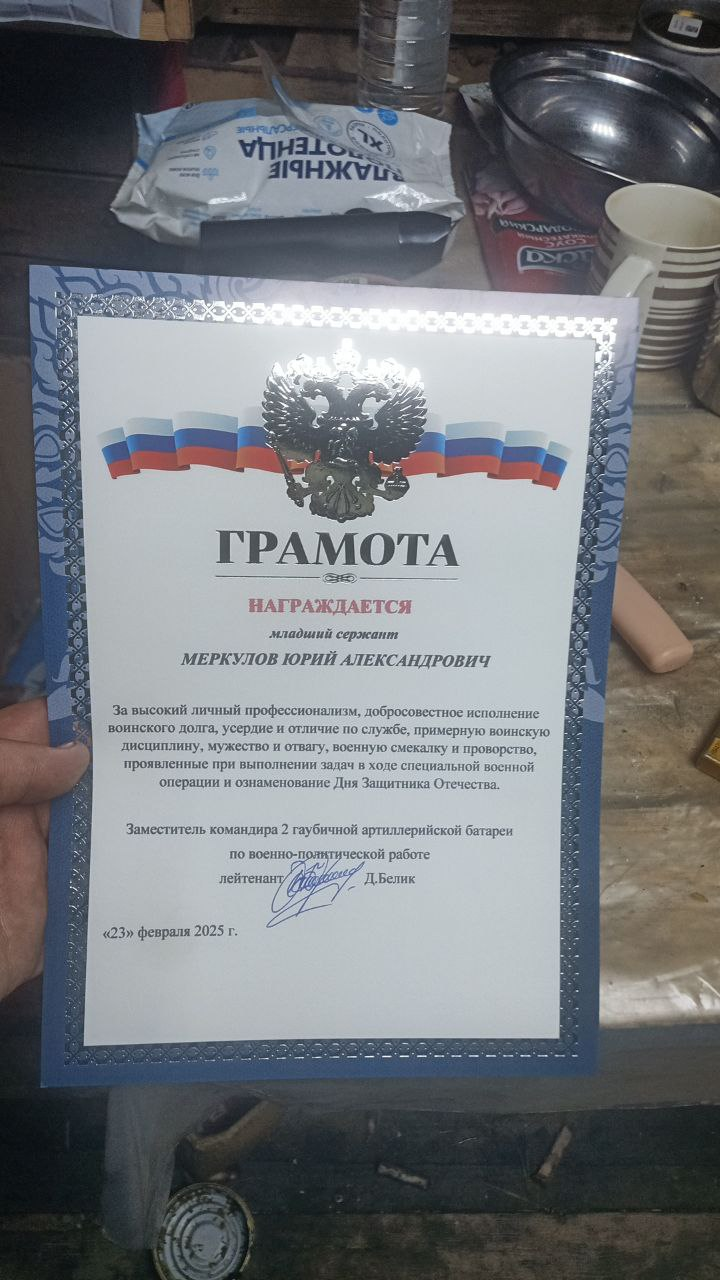 XL
ВЛАЖНЫЕ
ПОЛОТЕНЦА
СОУС
ГРАМОТА
НАГРАЖДАЕТСЯ
младший сержант
МЕРКУЛОВ ЮРИЙ АЛЕКСАНДРОВИЧ
За высокий личный профессионализм, добросовестное исполнение
воинского долга, усердие и отличие по службе, примерную воинскую
дисциплину, мужество и отвагу, военную смекалку и проворство,
проявленные при выполнении задач в ходе специальной военной
операции и ознаменование Дня Защитника Отечества.
Заместитель командира 2 гаубичной артиллерийской батареи
по военно-политической работе
лейтенант Д.Белик
«23» февраля 2025 г.